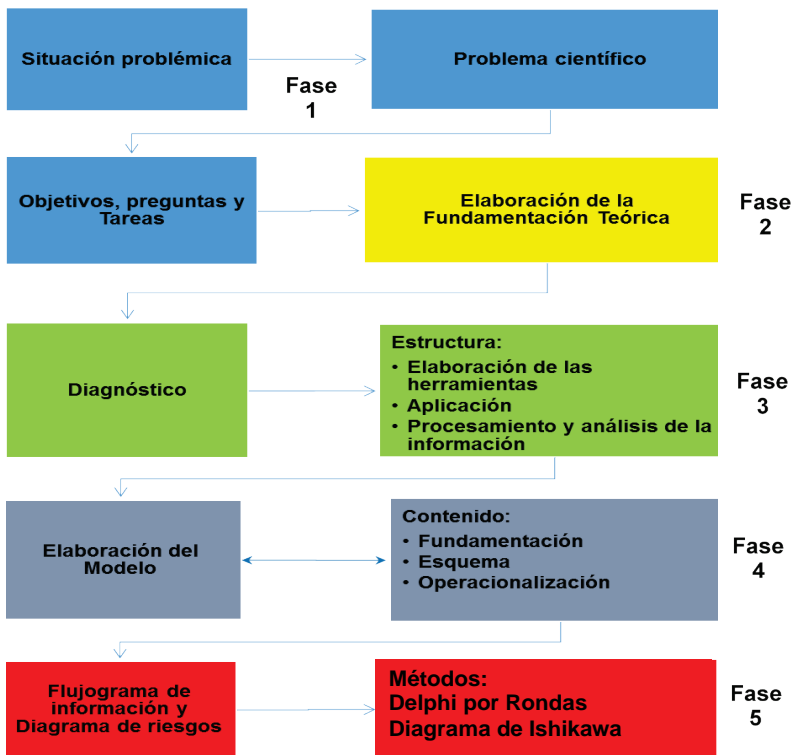 Situación problémica
Problema científico
Fase
1
Objetivos, preguntas y
Tareas
Elaboración de la
Fundamentación Teórica
Fase
2
Diagnóstico
Estructura:
• Elaboración de las
herramientas
• Aplicación
• Procesamiento y análisis de la
información
Fase
3
Elaboración del
Modelo
Contenido:
• Fundamentación
• Esquema
• Operacionalización
Fase
4
Flujograma de
información y
Diagrama de riesgos
Métodos:
Delphi por Rondas
Diagrama de Ishikawa
Fase
5